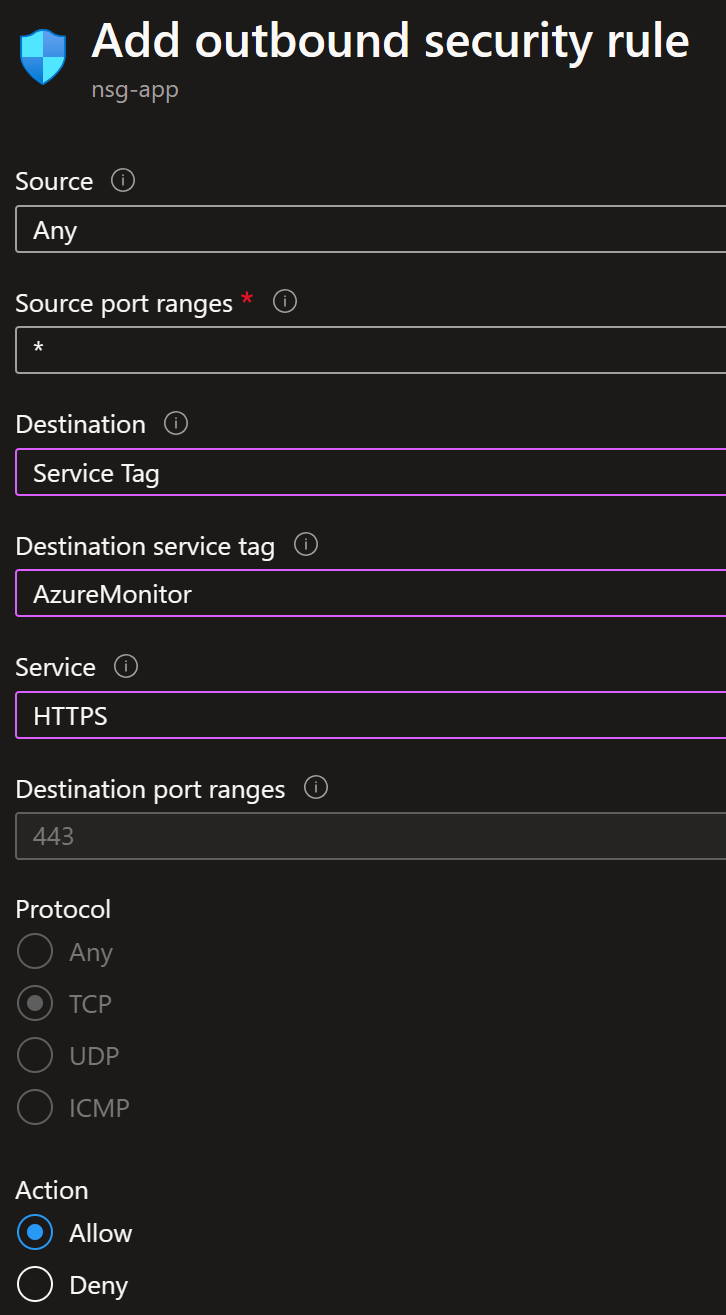 Add outbound security rule
nsg-app
Source
Any
Source port ranges *
*
Destination
Service Tag
Destination service tag
AzureMonitor
Service
HTTPS
Destination port ranges
443
Protocol
Any
TCP
UDP
ICMP
Action
Allow
Deny